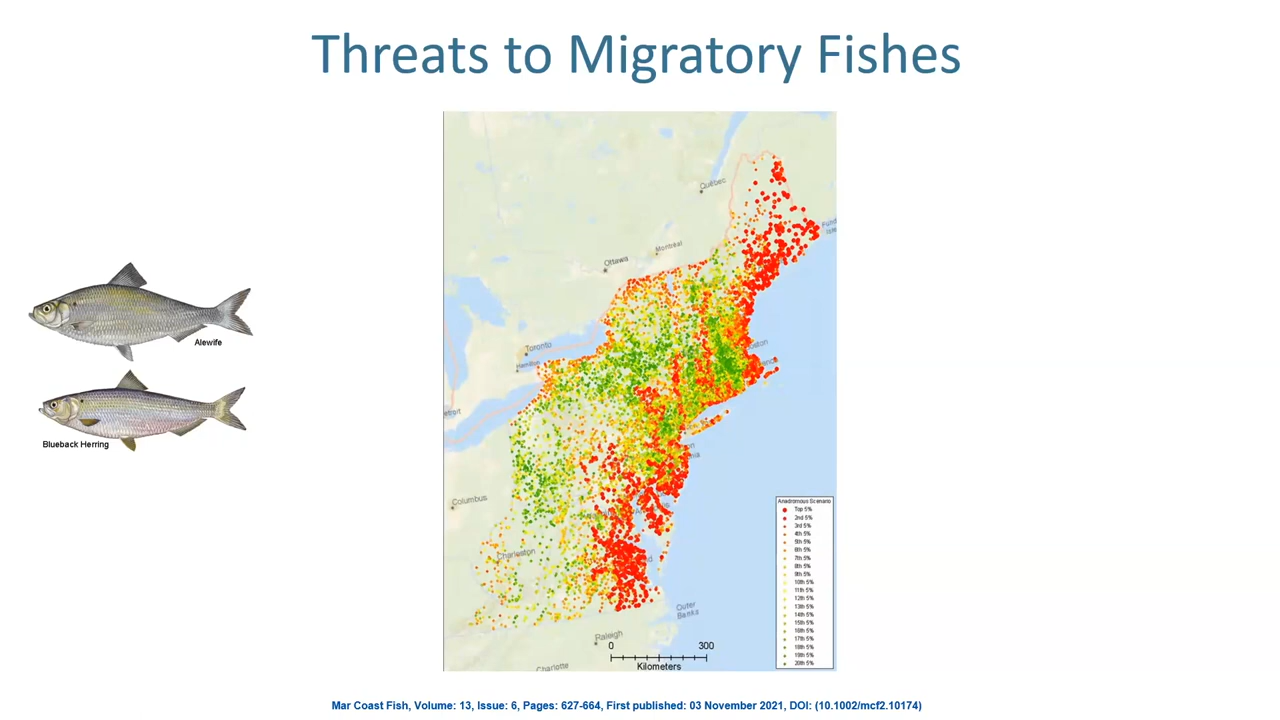 Threats to Migratory Fishes
Québec
Montréal
Ottawa
Toronto
Hamilton
etroit
Columbus
Charleston
Outer
Banks
Raleigh
Charlotte
0 300
Kilometers
Alewife
Blueback Herring
Anadromous Scenario
Top 5%
2nd 5%
3rd 5%
4th 5%
5th 5%
6th 5%
7th 5%
8th 5%
9th 5%
10th 5%
11th 5%
12th 5%
13th 5%
14th 5%
15th 5%
16th 5%
17th 5%
18th 5%
19th 5%
20th 5%
Mar Coast Fish, Volume: 13, Issue: 6, Pages: 627-664, First published: 03 November 2021, DOI: (10.1002/mcf2.10174)